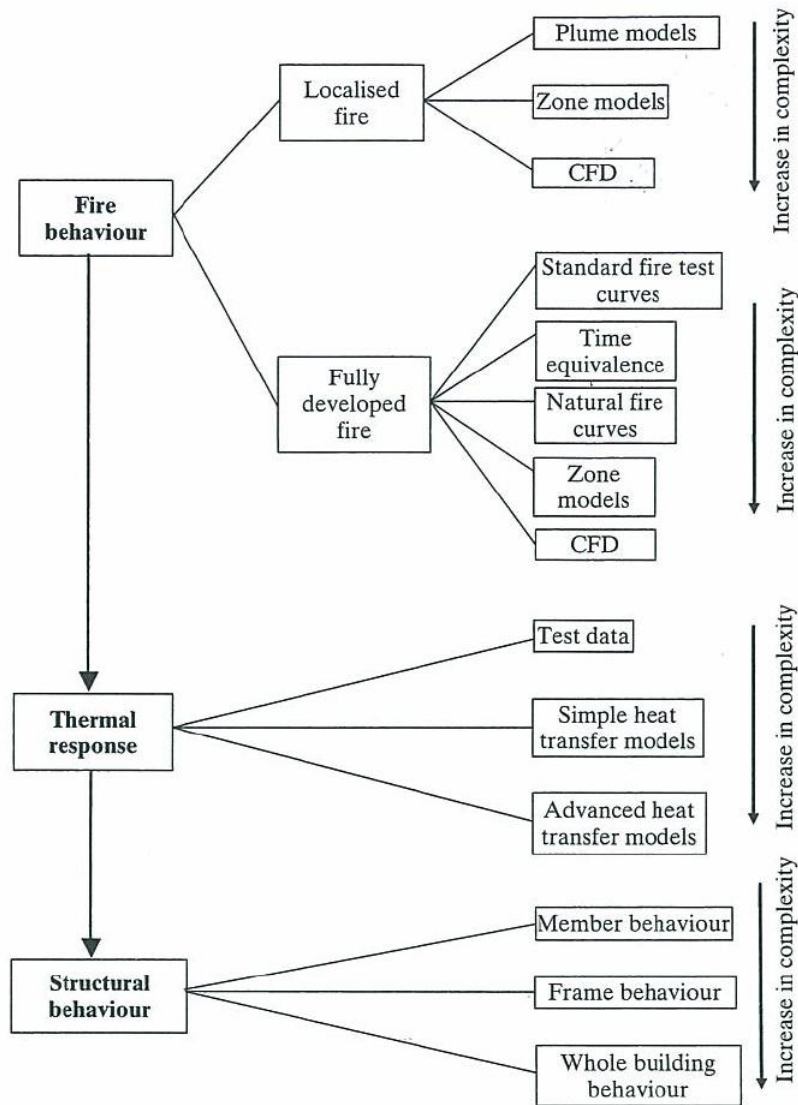 Plume models
Localised
fire
Zone models
CFD
Increase in complexity
Fire
behaviour
Standard fire test
curves
Time
equivalence
Fully
developed
fire
Natural fire
curves
Zone
models
CFD
Increase in complexity
Thermal
response
Test data
Simple heat
transfer models
Advanced heat
transfer models
Increase in complexity
Structural
behaviour
Member behaviour
Frame behaviour
Whole building
behaviour
Increase in complexity